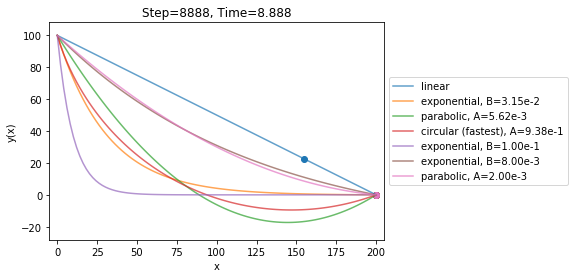 Step=8888, Time=8.888
y(x)
100
80
60
40
20
0
−20
0 25 50 75 100 125 150 175 200
x
linear
exponential, B=3.15e-2
parabolic, A=5.62e-3
circular (fastest), A=9.38e-1
exponential, B=1.00e-1
exponential, B=8.00e-3
parabolic, A=2.00e-3